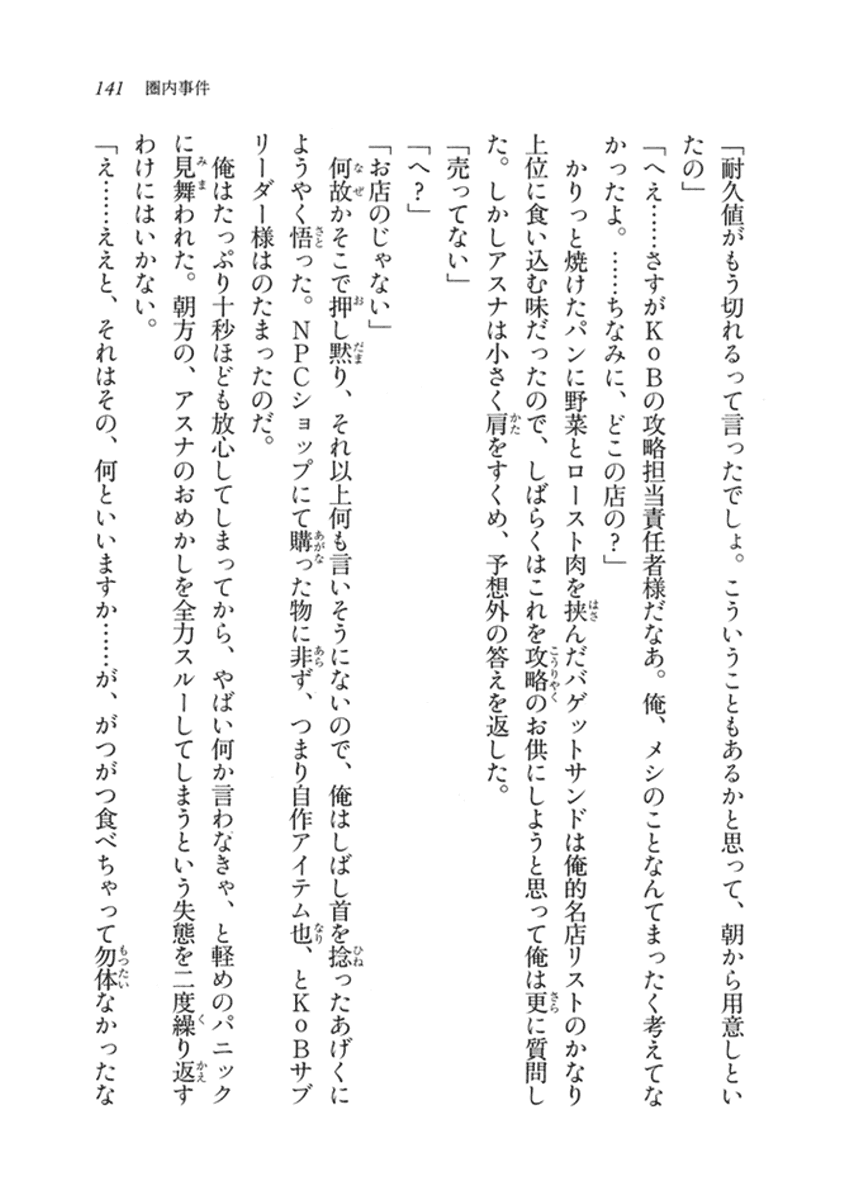 141 圏内事件
「耐久値がもう切れるって言ったでしょ。こういうこともあるかと思って、朝から用意しとい
たの」
「へえ……さすがＫｏＢの攻略担当責任者様だなあ。俺、メシのことなんてまったく考えてな
かったよ。……ちなみに、どこの店の？」
かりっと焼けたパンに野菜とロースト肉を挟んだバゲットサンドは俺的名店リストのかなり
上位に食い込む味だったので、しばらくはこれを攻略のお供にしようと思って俺は更に質問し
た。しかしアスナは小さく肩をすくめ、予想外の答えを返した。
「売ってない」
「へ？」
「お店のじゃない」
何故かそこで押し黙り、それ以上何も言いそうにないので、俺はしばし首を捻ったあげくに
ようやく悟った。ＮＰＣショップにて購った物に非ず、つまり自作アイテム也、とＫｏＢサブ
リーダー様はのたまったのだ。
俺はたっぷり十秒ほども放心してしまってから、やばい何か言わなきゃ、と軽めのパニック
に見舞われた。朝方の、アスナのおめかしを全力スルーしてしまうという失態を二度繰り返す
わけにはいかない。
「え……ええと、それはその、何といいますか……が、がつがつ食べちゃって勿体なかったな